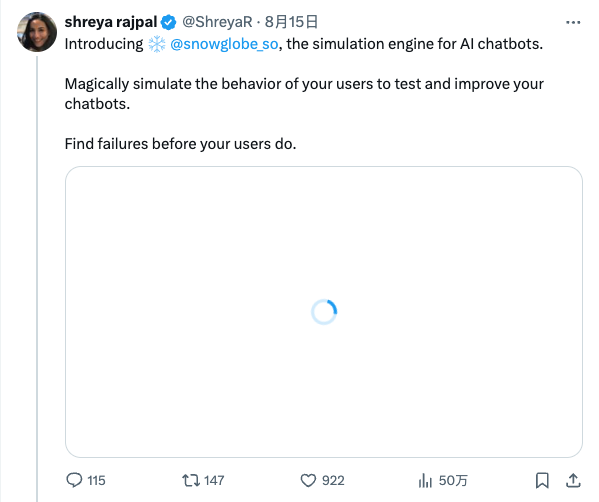 shreya rajpal @ShreyaR · 8月15日
Introducing ❄️ @snowglobe_so, the simulation engine for AI chatbots.
Magically simulate the behavior of your users to test and improve your
chatbots.
Find failures before your users do.
115 147 922 50万